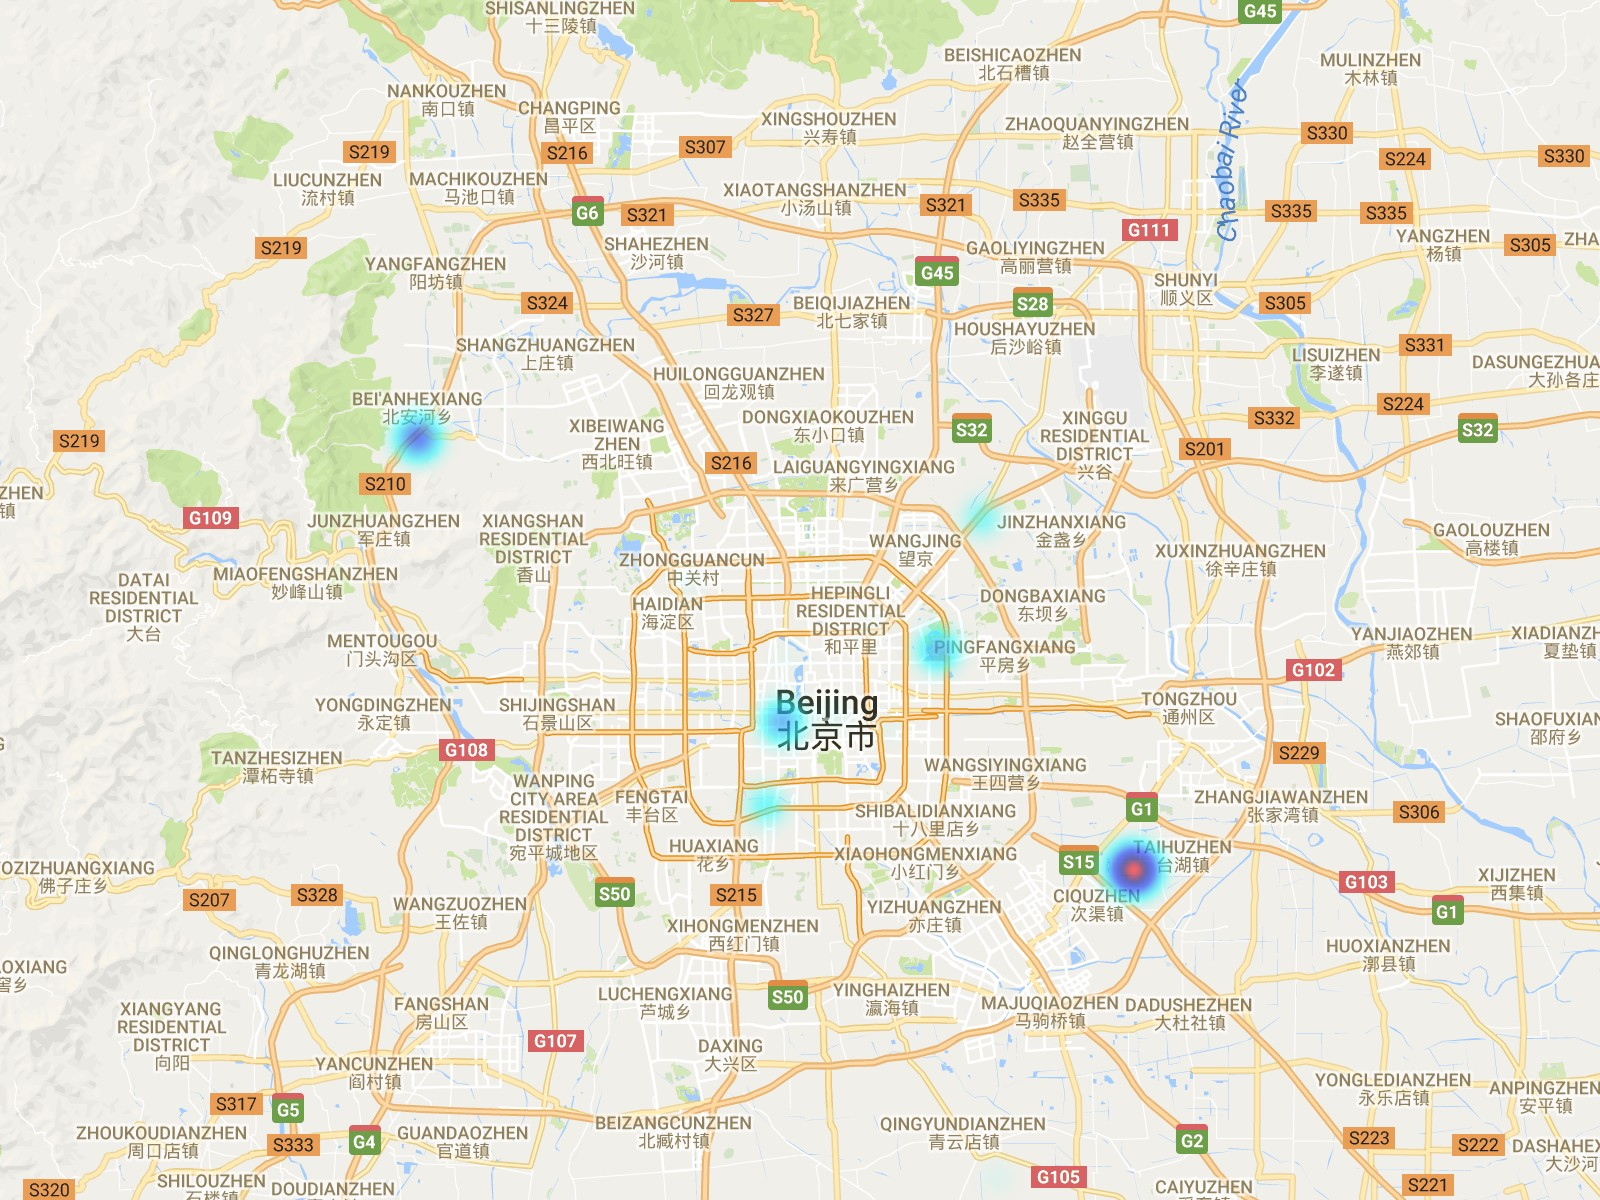 SHISANLINGZHEN
十三陵镇
G45
BEISHICAOZHEN
北石槽镇
MULINZHEN
木林镇
NANKOUZHEN
南口镇
CHANGPING
昌平区
XINGSHOUZHEN
兴寿镇
ZHAOQUANYINGZHEN
赵全营镇
Chaobai River
S330
S219
S216
S307
S224
S330
LIUCUNZHEN
流村镇
MACHIKOUZHEN
马池口镇
XIAOTANGSHANZHEN
小汤山镇
G6
S321
S321
S335
S335
S335
G111
S219
SHAHEZHEN
沙河镇
GAOLIYINGZHEN
高丽营镇
YANGZHEN
杨镇
S305
ZHA
YANGFANGZHEN
阳坊镇
G45
SHUNYI
顺义区
S324
S327
BEIQIJIAZHEN
北七家镇
S28
S305
HOUSHAYUZHEN
后沙峪镇
SHANGZHUANGZHEN
上庄镇
LISUIZHEN
李遂镇
S331
DASUNGEZHUA
大孙各庄
HUILONGGUANZHEN
回龙观镇
BEI'ANHEXIANG
北安河乡
S219
XIBEIWANG
ZHEN
西北旺镇
DONGXIAOKOUZHEN
东小口镇
S32
XINGGU
RESIDENTIAL
DISTRICT
兴谷
S332
S224
S32
S201
S210
S216
LAIGUANGYINGXIANG
来广营乡
ZHEN
镇
G109
JUNZHUANGZHEN
军庄镇
XIANGSHAN
RESIDENTIAL
DISTRICT
香山
JINZHANXIANG
金盏乡
GAOLOUZHEN
高楼镇
WANGJING
望京
XUXINZHUANGZHEN
徐辛庄镇
ZHONGGUANCUN
中关村
DATAI
RESIDENTIAL
DISTRICT
大台
MIAOFENGSHANZHEN
妙峰山镇
HAIDIAN
海淀区
HEPINGLI
RESIDENTIAL
DISTRICT
和平里
DONGBAXIANG
东坝乡
MENTOUGOU
门头沟区
PINGFANGXIANG
平房乡
YANJIAOZHEN
燕郊镇
XIADIANZH
夏垫镇
G102
YONGDINGZHEN
永定镇
SHIJINGSHAN
石景山区
Beijing
北京市
TONGZHOU
通州区
SHAOFUXIAN
邵府乡
G108
S229
TANZHESIZHEN
潭柘寺镇
WANPING
CITY AREA
RESIDENTIAL
DISTRICT
宛平城地区
FENGTAI
丰台区
WANGSIYINGXIANG
王四营乡
G1
ZHANGJIAWANZHEN
张家湾镇
S306
SHIBALIDIANXIANG
十八里店乡
HUAXIANG
花乡
XIAOHONGMENXIANG
小红门乡
S15
TAIHUZHEN
台湖镇
OZIZHUANGXIANG
佛子庄乡
S207
S328
S50
S215
CIQUZHEN
次渠镇
G103
XIJIZHEN
西集镇
G1
WANGZUOZHEN
王佐镇
YIZHUANGZHEN
亦庄镇
XIHONGMENZHEN
西红门镇
QINGLONGHUZHEN
青龙湖镇
HUOXIANZHEN
漷县镇
OXIANG
窖乡
XIANGYANG
RESIDENTIAL
DISTRICT
向阳
FANGSHAN
房山区
LUCHENGXIANG
芦城乡
S50
YINGHAIZHEN
瀛海镇
MAJUQIAOZHEN
马驹桥镇
DADUSHEZHEN
大杜社镇
G107
DAXING
大兴区
YANCUNZHEN
阎村镇
YONGLEDIANZHEN
永乐店镇
ANPINGZHEN
安平镇
S317
G5
ZHOUKOUDIANZHEN
周口店镇
S333
G4
GUANDAOZHEN
官道镇
BEIZANGCUNZHEN
北臧村镇
QINGYUNDIANZHEN
青云店镇
G2
S223
S222
DASHAHEX
大沙河
S320
SHILOUZHEN
石楼镇
DOUDIANZHEN
G105
CAIYUZHEN
S221